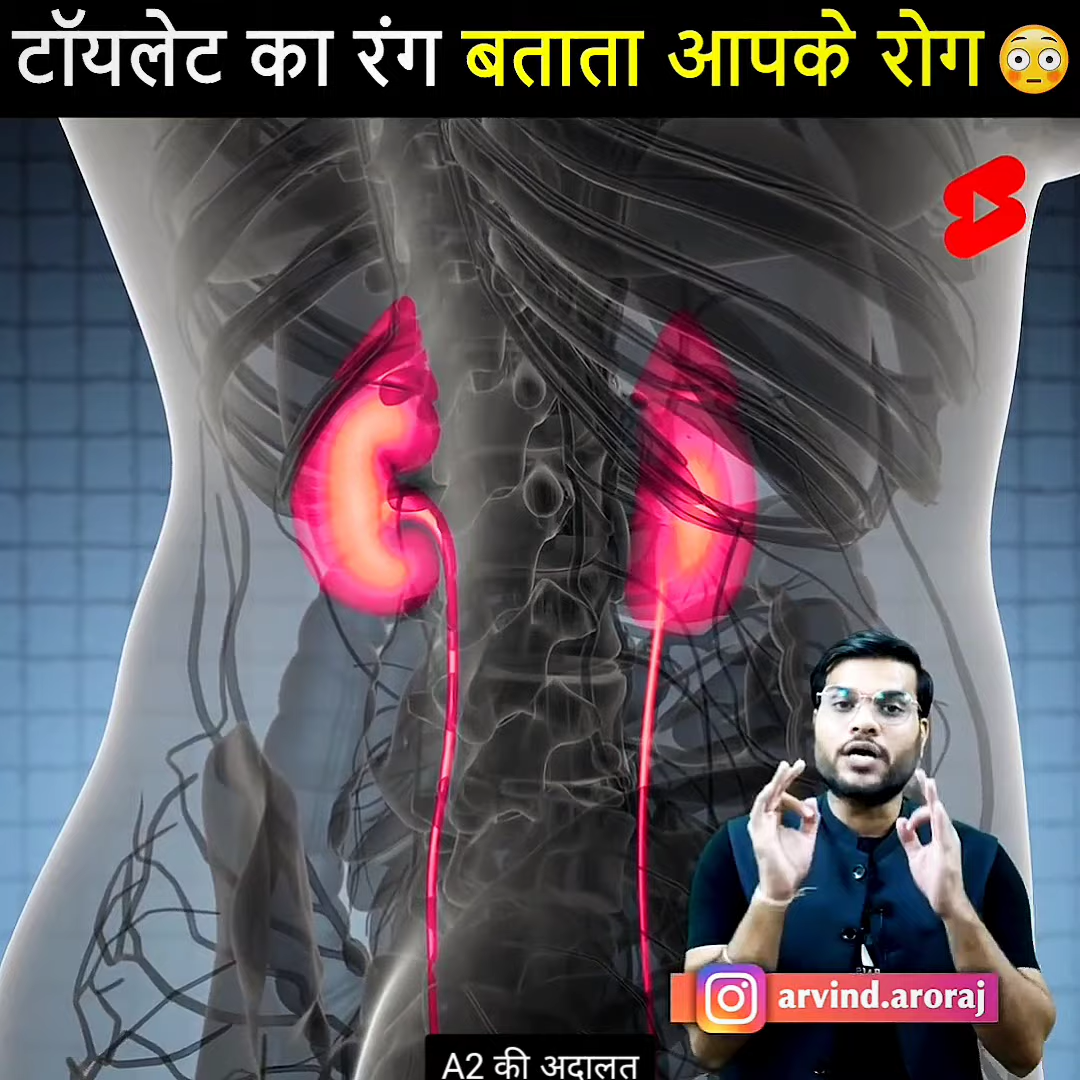 टॉयलेट का रंग बताता आपके रोग😳
arvind.aroraj
A2 की अदालत